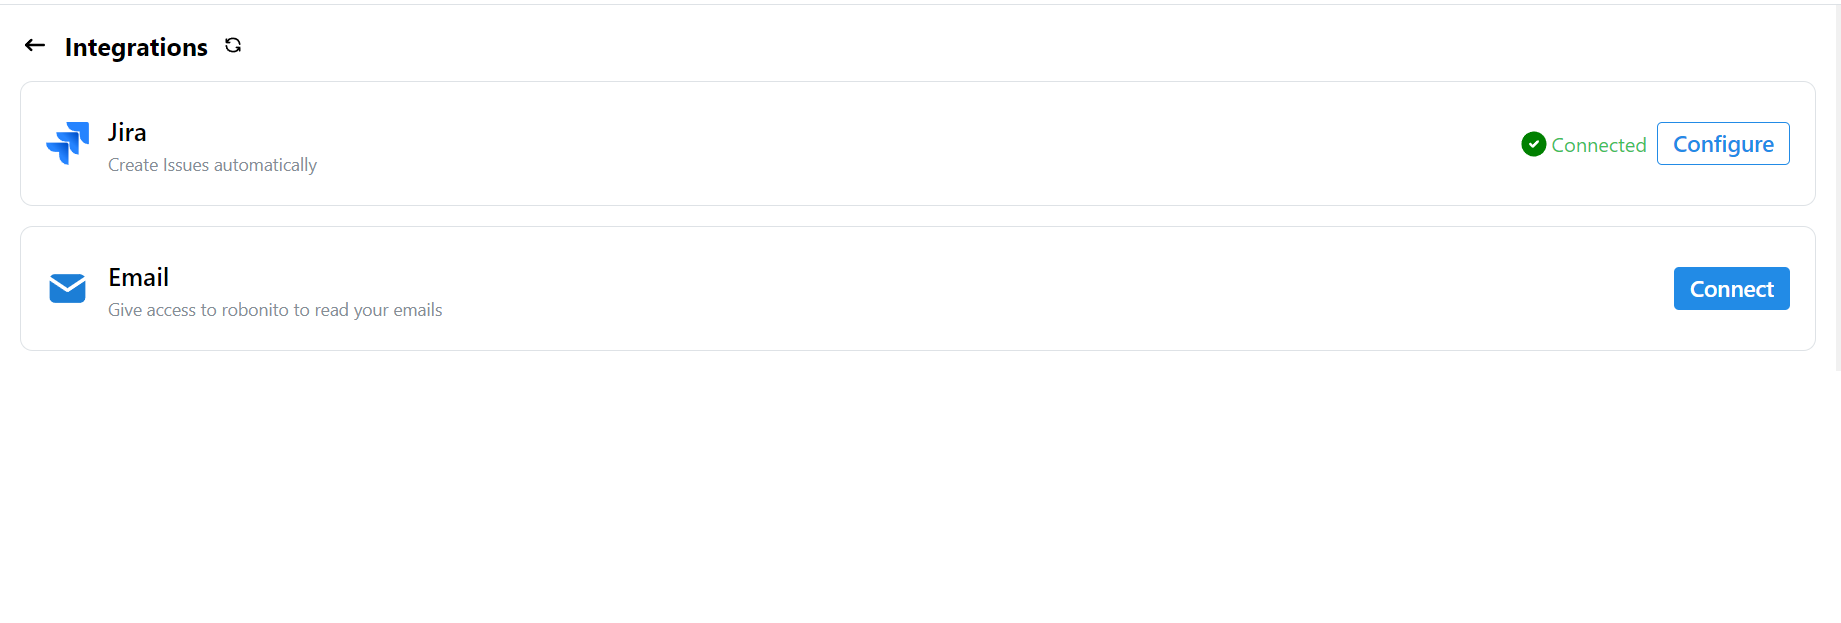 Integrations
Jira
Create Issues automatically
Connected
Configure
Email
Give access to robonito to read your emails
Connect